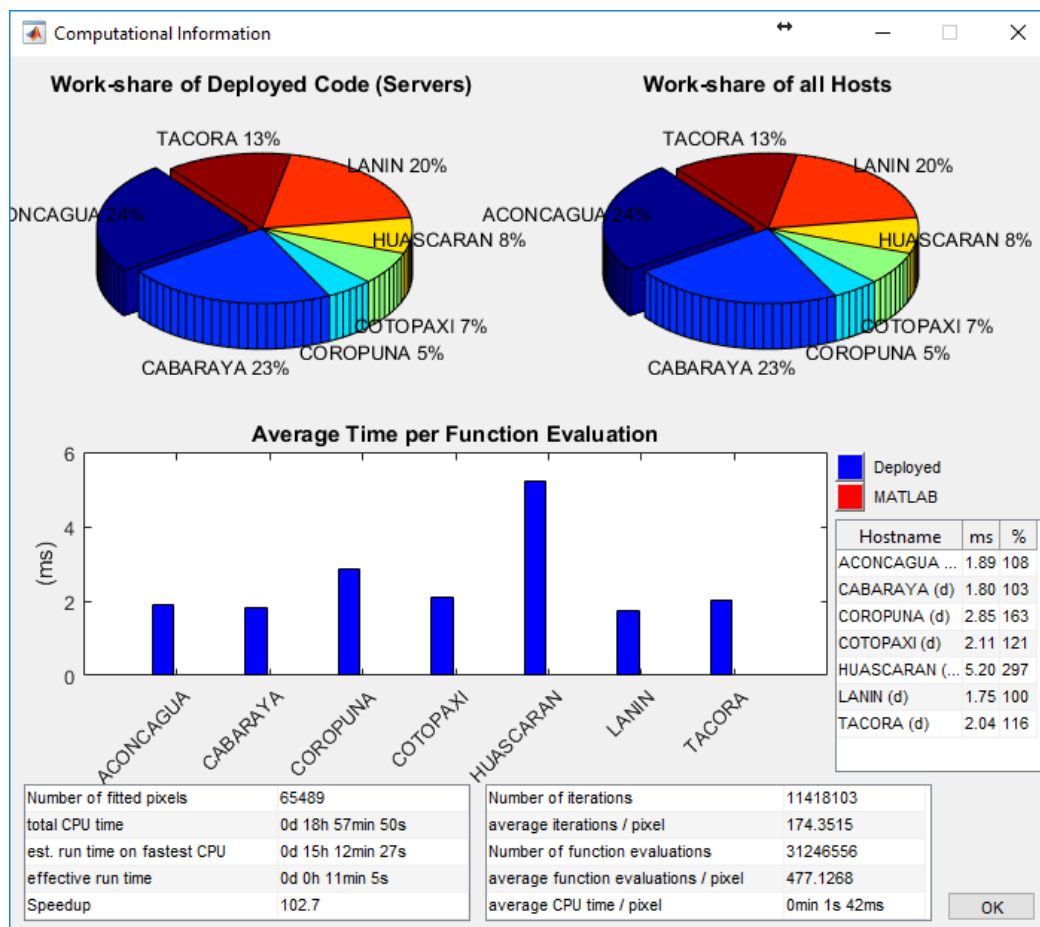 Computational Information
Work-share of Deployed Code (Servers)
Work-share of all Hosts
TACORA 13%
LANIN 20%
ONCAGUA 24%
HUASCARAN 8%
COTOPAXI 7%
COROPUNA 5%
CABARAYA 23%
TACORA 13%
LANIN 20%
ACONCAGUA 24%
HUASCARAN 8%
COTOPAXI 7%
COROPUNA 5%
CABARAYA 23%
Average Time per Function Evaluation
6
4
2
0
(ms)
ACONCAGUA
CABARAYA
COROPUNA
COTOPAXI
HUASCARAN
LANIN
TACORA
Deployed
MATLAB
Hostname ms %
ACONCAGUA ... 1.89 108
CABARAYA (d) 1.80 103
COROPUNA (d) 2.85 163
COTOPAXI (d) 2.11 121
HUASCARAN (... 5.20 297
LANIN (d) 1.75 100
TACORA (d) 2.04 116
Number of fitted pixels 65489
total CPU time 0d 18h 57min 50s
est. run time on fastest CPU 0d 15h 12min 27s
effective run time 0d 0h 11min 5s
Speedup 102.7
Number of iterations 11418103
average iterations / pixel 174.3515
Number of function evaluations 31246556
average function evaluations / pixel 477.1268
average CPU time / pixel 0min 1s 42ms
OK